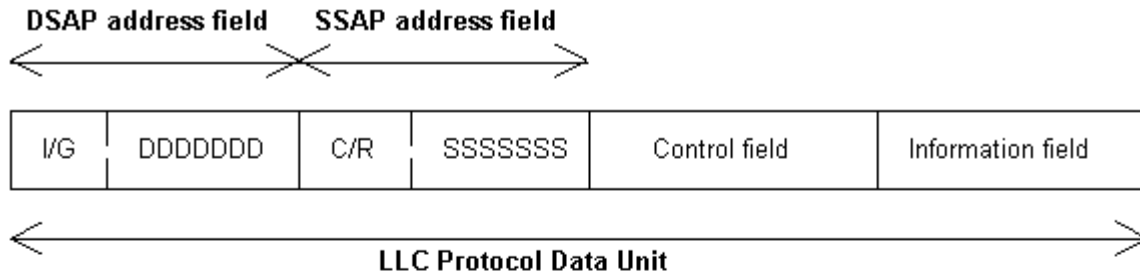 DSAP address field SSAP address field
I/G DDDDDDD C/R SSSSSSS Control field Information field
LLC Protocol Data Unit